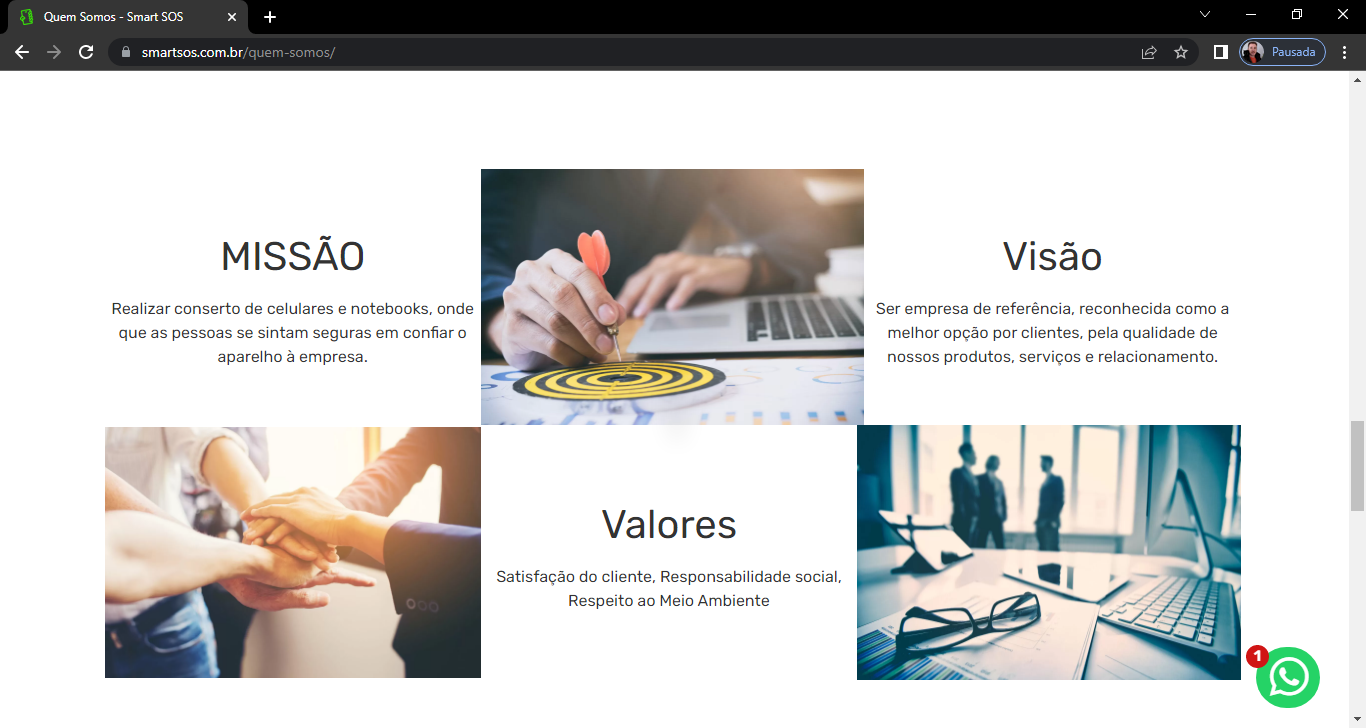 Quem Somos - Smart SOS
smartsos.com.br/quem-somos/
Pausada
MISSÃO
Realizar conserto de celulares e notebooks, onde
que as pessoas se sintam seguras em confiar o
aparelho à empresa.
Visão
Ser empresa de referência, reconhecida como a
melhor opção por clientes, pela qualidade de
nossos produtos, serviços e relacionamento.
Valores
Satisfação do cliente, Responsabilidade social,
Respeito ao Meio Ambiente
1